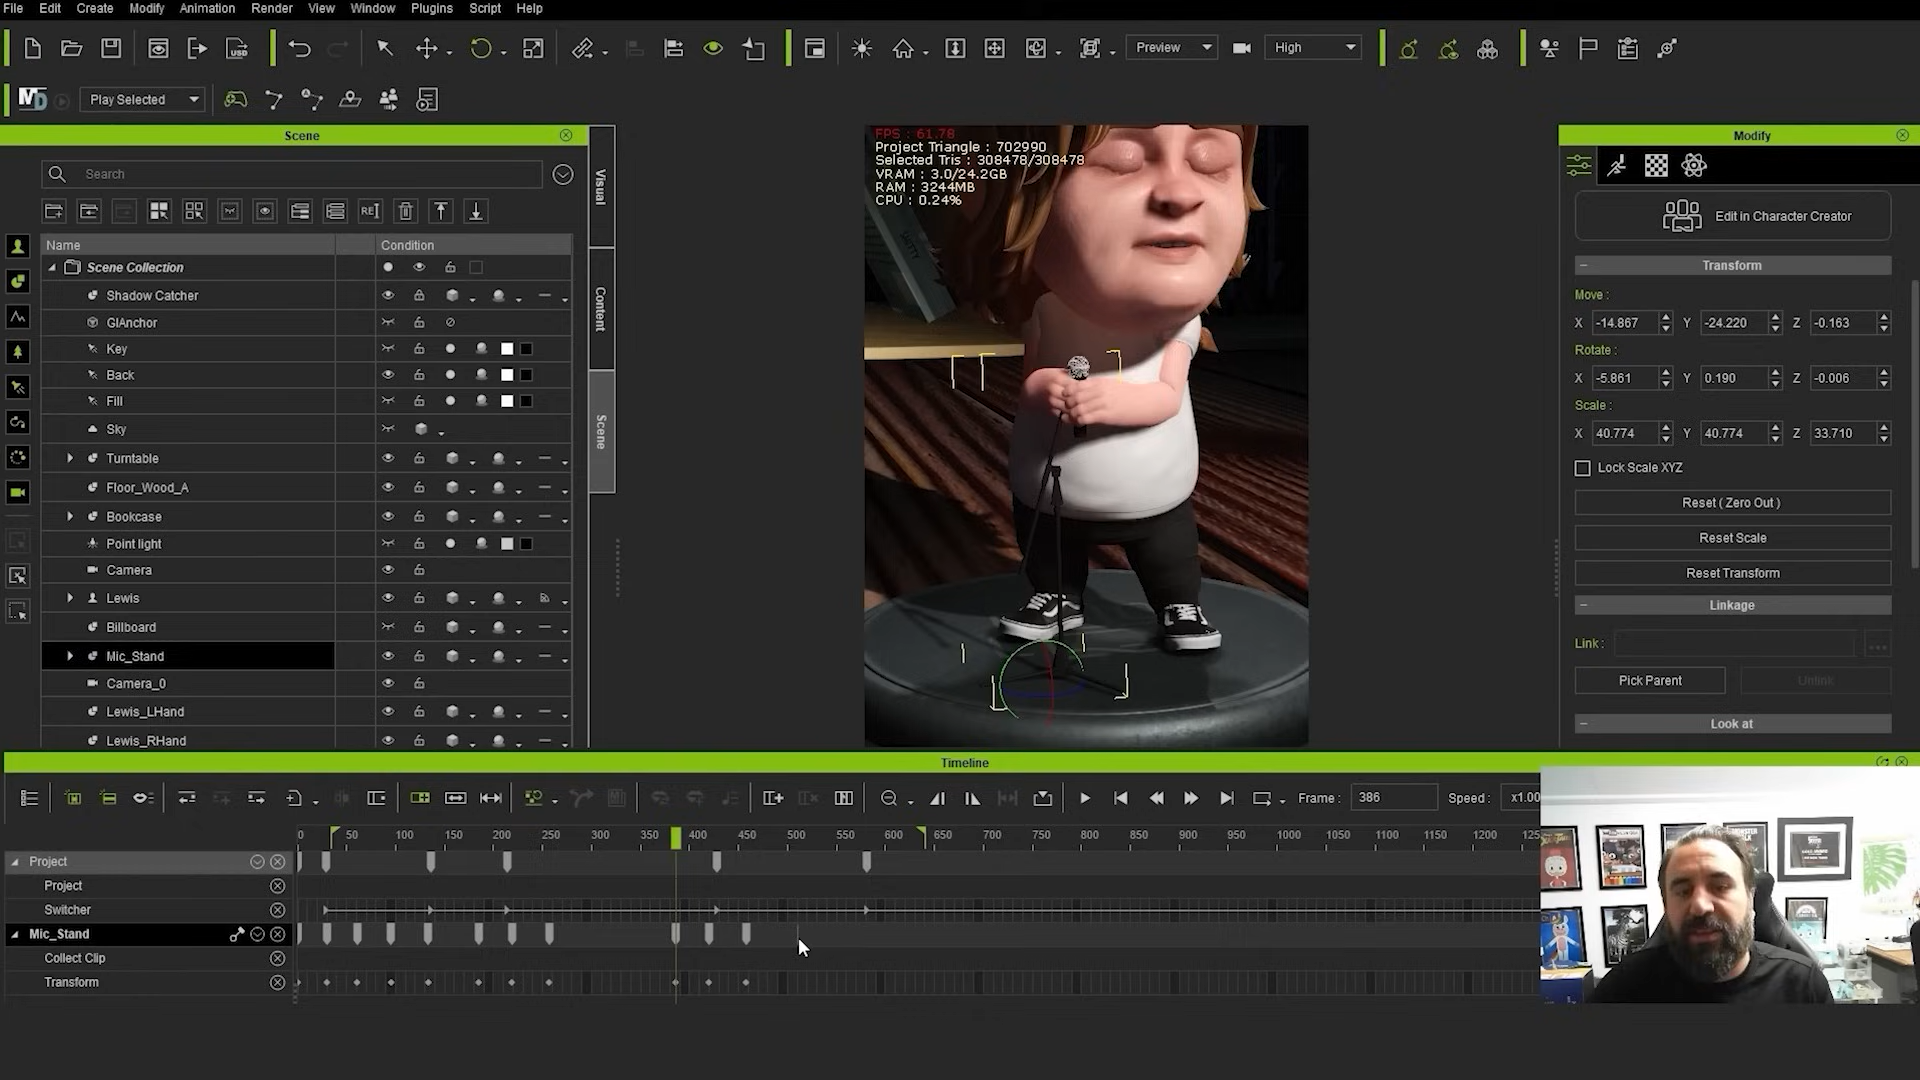 File Edit Create Modify Animation Render View Window Plugins Script Help
Preview High
MD Play Selected
Scene
Search
Name Condition
Scene Collection
Shadow Catcher
GIAnchor
Key
Back
Fill
Sky
Turntable
Floor_Wood_A
Bookcase
Point light
Camera
Lewis
Billboard
Mic_Stand
Camera_0
Lewis_LHand
Lewis_RHand
Visual
Content
Scene
FPS : 61.78
Project Triangle : 702990
Selected Tris : 308478/308478
VRAM : 3.0/24.2GB
RAM : 3244MB
CPU : 0.24%
Modify
Edit in Character Creator
Transform
Move :
X -14.867 Y -24.220 Z -0.163
Rotate :
X -5.861 Y 0.190 Z -0.006
Scale :
X 40.774 Y 40.774 Z 33.710
Lock Scale XYZ
Reset ( Zero Out )
Reset Scale
Reset Transform
Linkage
Link :
Pick Parent Unlink
Look at
Timeline
Frame : 386 Speed : x1.00
0 50 100 150 200 250 300 350 400 450 500 550 600 650 700 750 800 850 900 950 1000 1050 1100 1150 1200
Project
Project
Switcher
Mic_Stand
Collect Clip
Transform